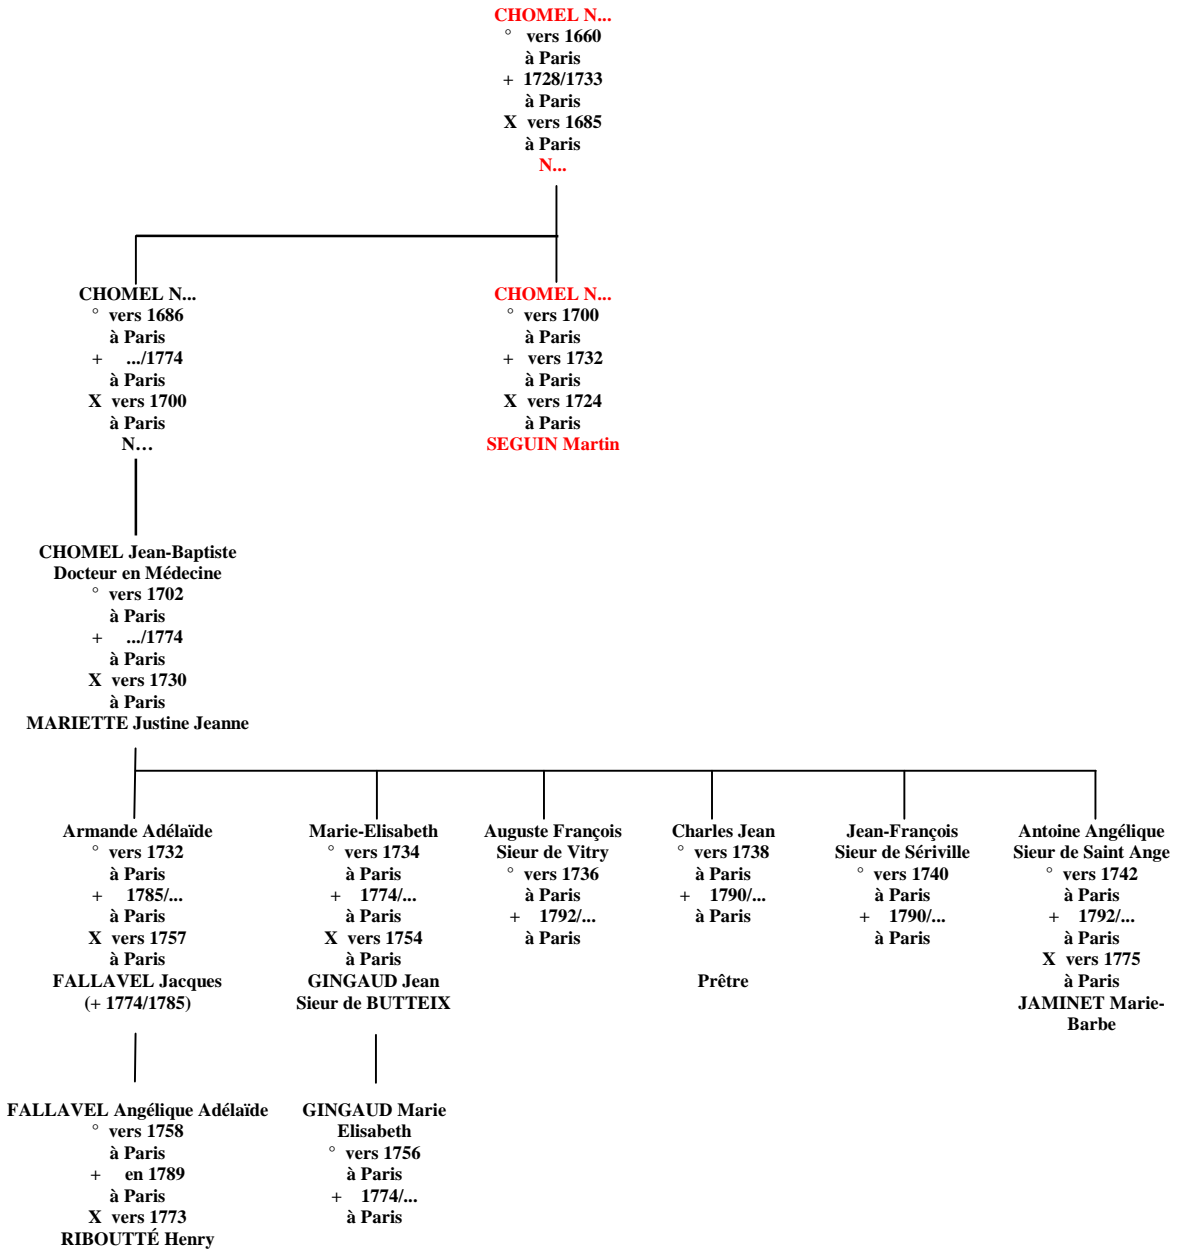 CHOMEL N...
° vers 1660
à Paris
+ 1728/1733
à Paris
X vers 1685
à Paris
N...
CHOMEL N...
° vers 1686
à Paris
+ .../1774
à Paris
X vers 1700
à Paris
N...
CHOMEL N...
° vers 1700
à Paris
+ vers 1732
à Paris
X vers 1724
à Paris
SEGUIN Martin
CHOMEL Jean-Baptiste
Docteur en Médecine
° vers 1702
à Paris
+ .../1774
à Paris
X vers 1730
à Paris
MARIETTE Justine Jeanne
Armande Adélaïde
° vers 1732
à Paris
+ 1785/...
à Paris
X vers 1757
à Paris
FALLAVEL Jacques
(+ 1774/1785)
Marie-Elisabeth
° vers 1734
à Paris
+ 1774/...
à Paris
X vers 1754
à Paris
GINGAUD Jean
Sieur de BUTTEIX
Auguste François
Sieur de Vitry
° vers 1736
à Paris
+ 1792/...
à Paris
Charles Jean
° vers 1738
à Paris
+ 1790/...
à Paris
Prêtre
Jean-François
Sieur de Sériville
° vers 1740
à Paris
+ 1790/...
à Paris
Antoine Angélique
Sieur de Saint Ange
° vers 1742
à Paris
+ 1792/...
à Paris
X vers 1775
à Paris
JAMINET Marie-
Barbe
FALLAVEL Angélique Adélaïde
° vers 1758
à Paris
+ en 1789
à Paris
X vers 1773
RIBOUTTÉ Henry
GINGAUD Marie
Elisabeth
° vers 1756
à Paris
+ 1774/...
à Paris